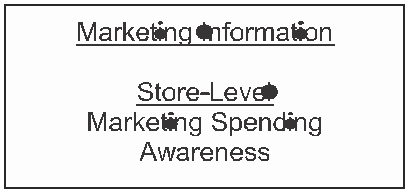 Marketing Information
Store-Level
Marketing Spending
Awareness